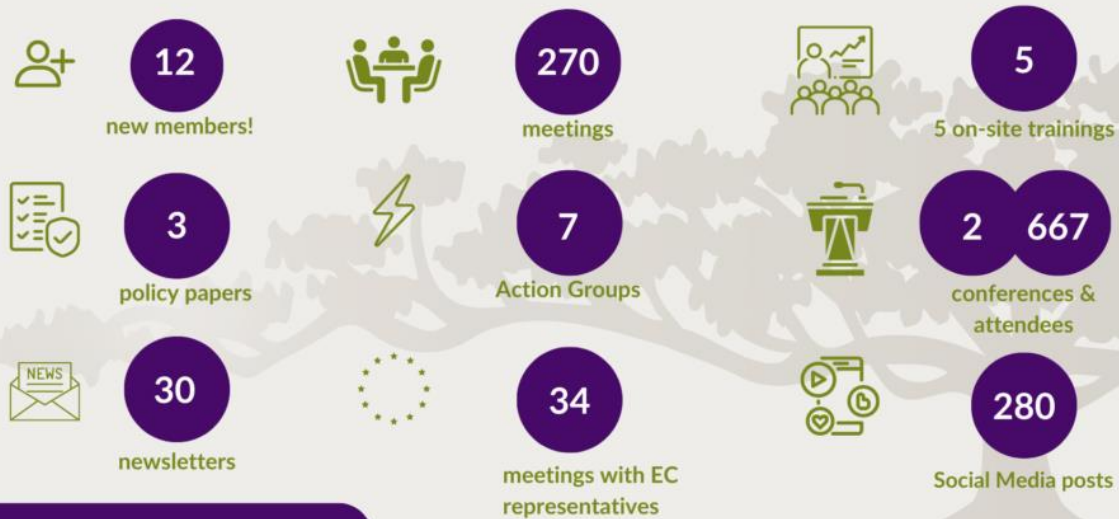 12
new members!
270
meetings
5
5 on-site trainings
3
policy papers
7
Action Groups
2 667
conferences &
attendees
NEWS
30
newsletters
34
meetings with EC
representatives
280
Social Media posts